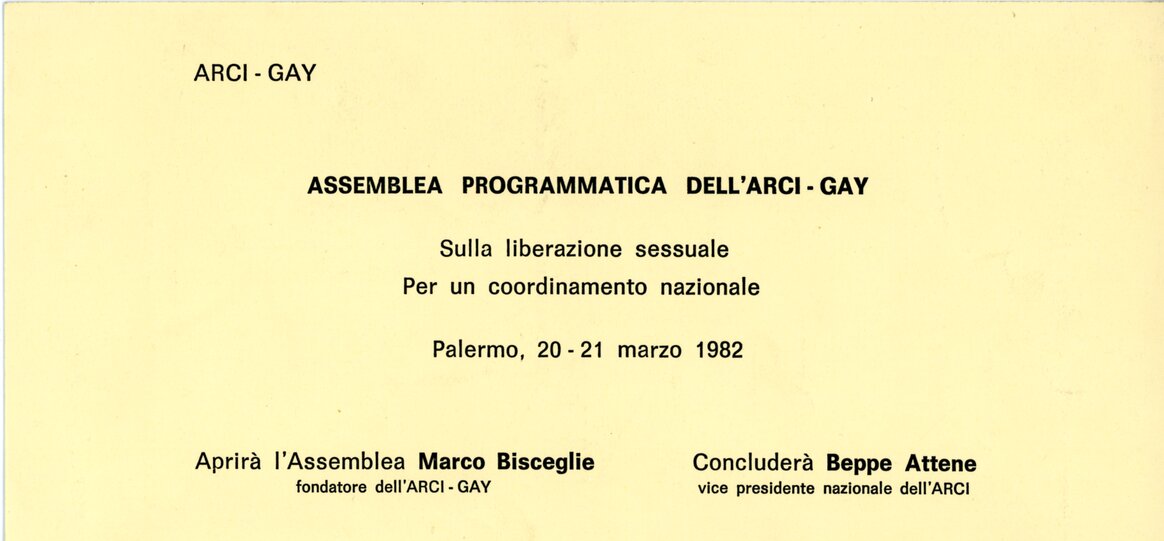 ARCI - GAY
ASSEMBLEA PROGRAMMATICA DELL'ARCI - GAY
Sulla liberazione sessuale
Per un coordinamento nazionale
Palermo, 20 - 21 marzo 1982
Aprirà l'Assemblea Marco Bisceglie
fondatore dell'ARCI - GAY
Concluderà Beppe Attene
vice presidente nazionale dell'ARCI